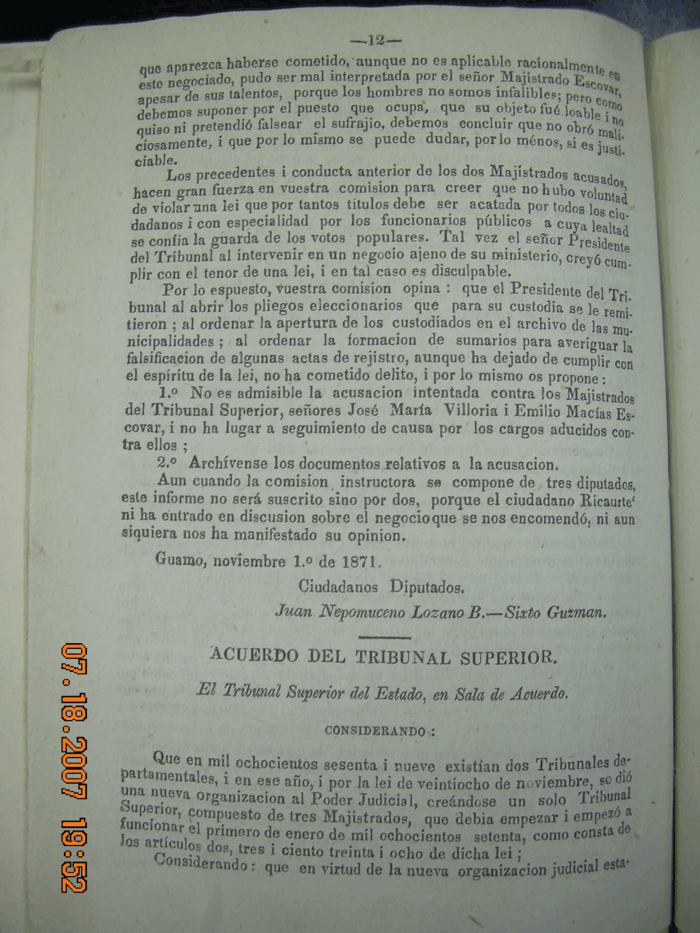 —12—
que aparezca haberse cometido, aunque no es aplicable racionalmente en
este negociado, pudo ser mal interpretada por el señor Majistrado Escovar,
apesar de sus talentos, porque los hombres no somos infalibles; pero como
debemos suponer por el puesto que ocupa, que su objeto fué loable i no
quiso ni pretendió falsear el sufrajio, debemos concluir que no obró mali-
ciosamente, i que por lo mismo se puede dudar, por lo ménos, si es justi-
ciable.
Los precedentes i conducta anterior de los dos Majistrados acusados,
hacen gran fuerza en vuestra comision para creer que no hubo voluntad
de violar una lei que por tantos títulos debe ser acatada por todos los ciu-
dadanos i con especialidad por los funcionarios públicos a cuya lealtad
se confía la guarda de los votos populares. Tal vez el señor Presidente
del Tribunal al intervenir en un negocio ajeno de su ministerio, creyó cum-
plir con el tenor de una lei, i en tal caso es disculpable.
Por lo espuesto, vuestra comision opina : que el Presidente del Tri-
bunal al abrir los pliegos eleccionarios que para su custodia se le remi-
tieron ; al ordenar la apertura de los custodiados en el archivo de las mu-
nicipalidades ; al ordenar la formacion de sumarios para averiguar la
falsificacion de algunas actas de rejistro, aunque ha dejado de cumplir con
el espíritu de la lei, no ha cometido delito, i por lo mismo os propone :
1.º No es admisible la acusacion intentada contra los Majistrados
del Tribunal Superior, señores José María Villoria i Emilio Macías Es-
covar, i no ha lugar a seguimiento de causa por los cargos aducidos con-
tra ellos ;
2.º Archívense los documentos relativos a la acusacion.
Aun cuando la comision instructora se compone de tres diputados,
este informe no será suscrito sino por dos, porque el ciudadano Ricaurte
ni ha entrado en discusion sobre el negocio que se nos encomendó, ni aun
siquiera nos ha manifestado su opinion.
Guamo, noviembre 1.º de 1871.
Ciudadanos Diputados.
Juan Nepomuceno Lozano B.—Sixto Guzman.
ACUERDO DEL TRIBUNAL SUPERIOR.
El Tribunal Superior del Estado, en Sala de Acuerdo.
CONSIDERANDO :
Que en mil ochocientos sesenta i nueve existían dos Tribunales de-
partamentales, i en ese año, i por la lei de veintiocho de noviembre, se dió
una nueva organizacion al Poder Judicial, creándose un solo Tribunal
Superior, compuesto de tres Majistrados, que debia empezar i empezó a
funcionar el primero de enero de mil ochocientos setenta, como consta de
los artículos dos, tres i ciento treinta i ocho de dicha lei ;
Considerando : que en virtud de la nueva organizacion judicial esta-
07.18.2007 19:52